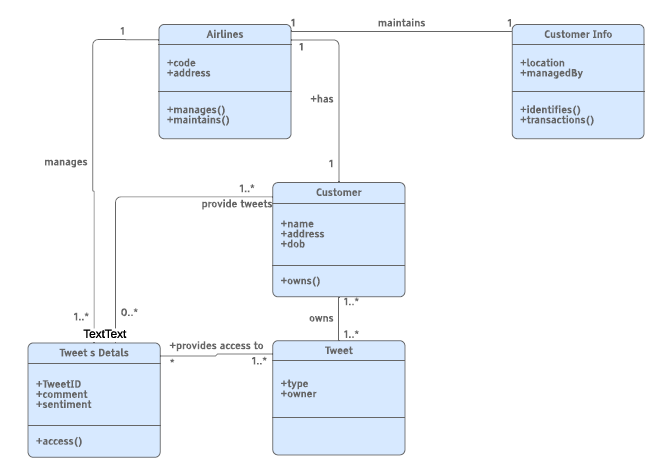 1 Airlines 1 maintains 1 Customer Info
1
+code
+address
+location
+managedBy
+has
+manages()
+maintains()
+identifies()
+transactions()
manages
1
1..*
provide tweets
Customer
+name
+address
+dob
+owns()
1..*
0..*
1..*
owns
TextText
1..*
+provides access to
Tweet s Detals
*
1..*
Tweet
+TweetID
+comment
+sentiment
+type
+owner
+access()